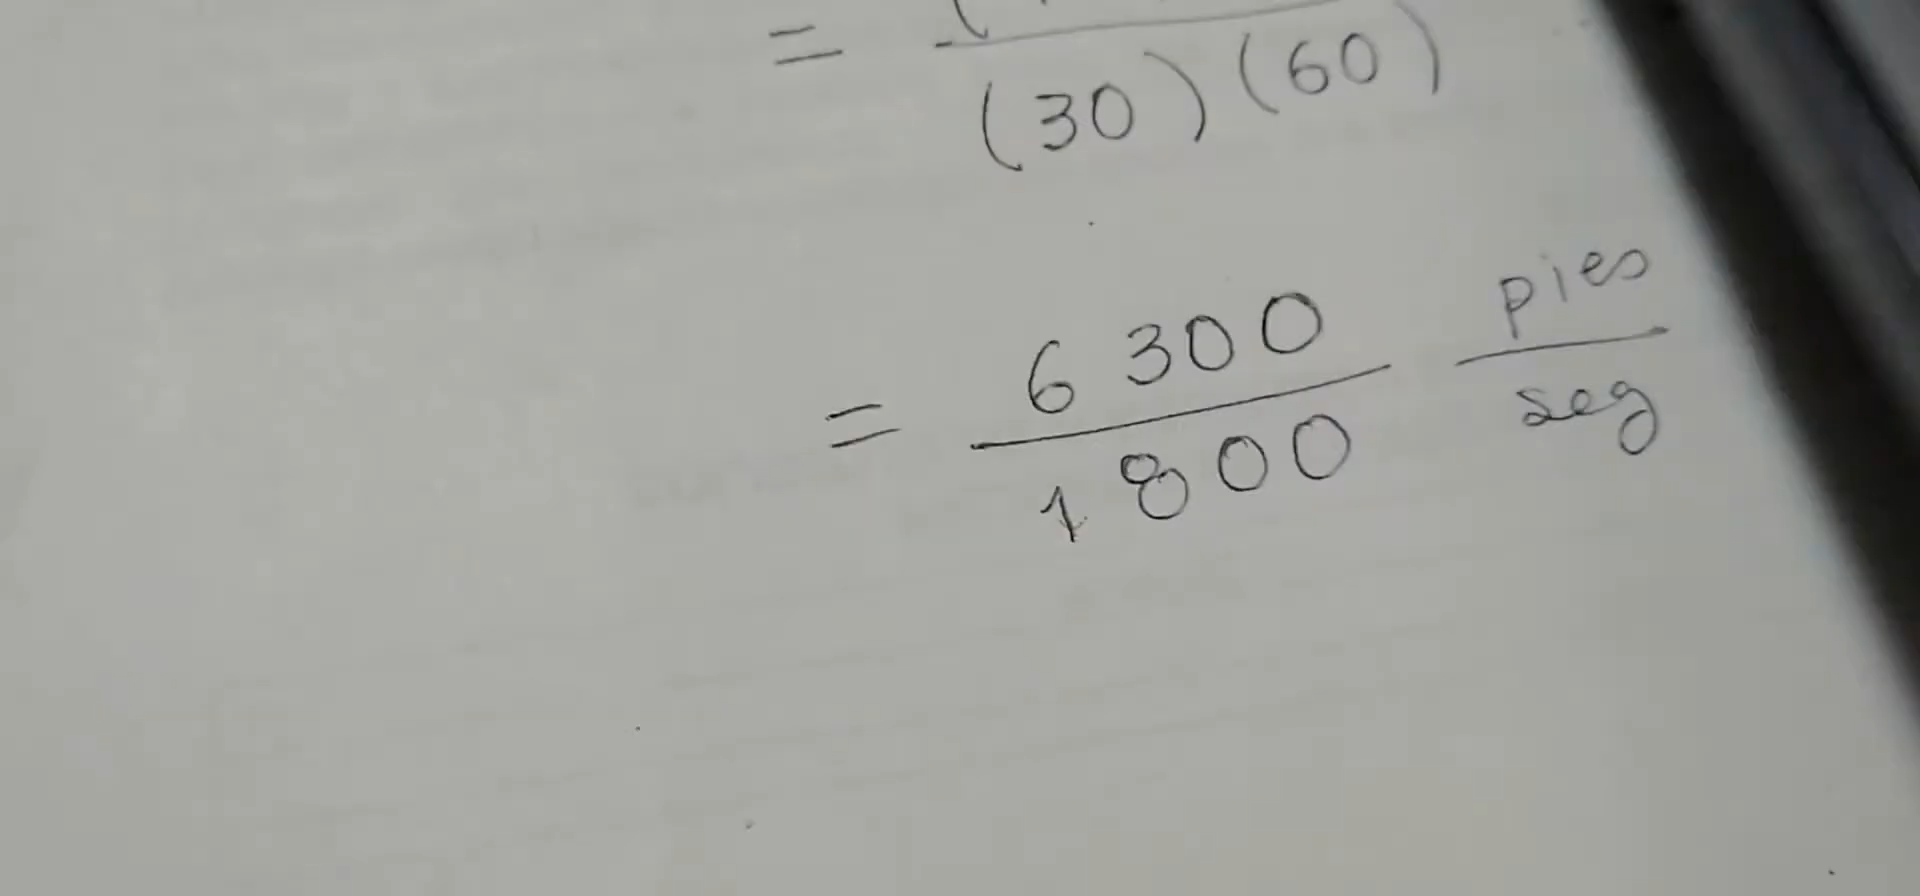 =
(30)(60)
= 6300 pies
1800 seg